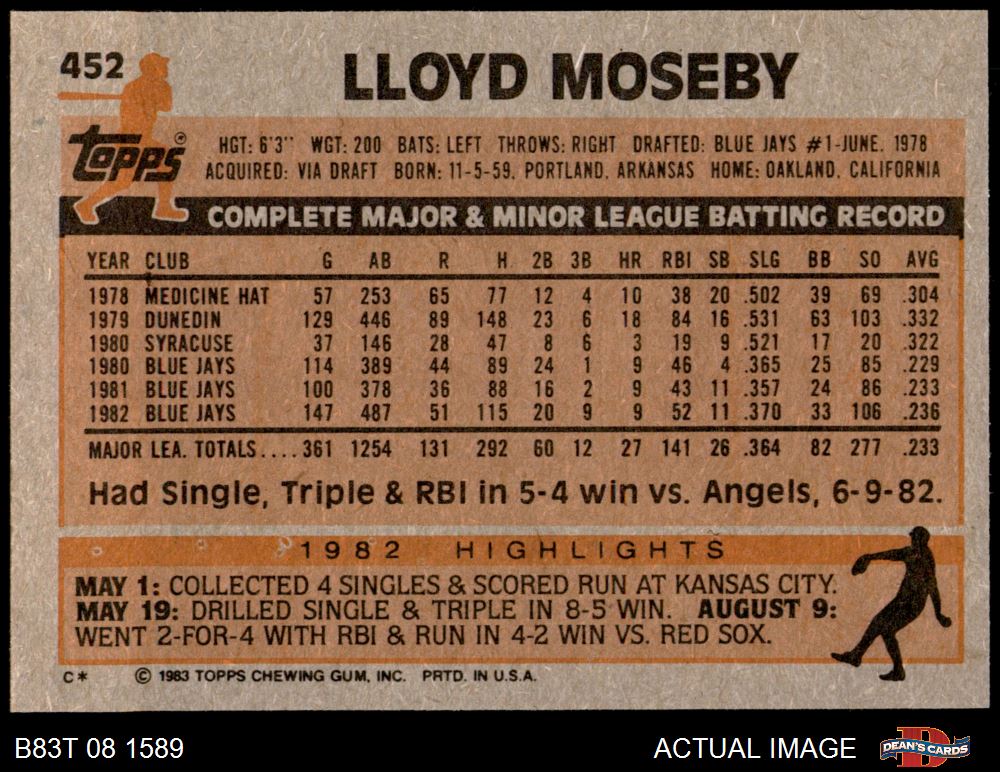 452
LLOYD MOSEBY
topps®
HGT: 6'3" WGT: 200 BATS: LEFT THROWS: RIGHT DRAFTED: BLUE JAYS #1-JUNE, 1978
ACQUIRED: VIA DRAFT BORN: 11-5-59, PORTLAND, ARKANSAS HOME: OAKLAND, CALIFORNIA
COMPLETE MAJOR & MINOR LEAGUE BATTING RECORD
YEAR CLUB G AB R H 2B 3B HR RBI SB SLG BB SO AVG
1978 MEDICINE HAT 57 253 65 77 12 4 10 38 20 .502 39 69 .304
1979 DUNEDIN 129 446 89 148 23 6 18 84 16 .531 63 103 .332
1980 SYRACUSE 37 146 28 47 8 6 3 19 9 .521 17 20 .322
1980 BLUE JAYS 114 389 44 89 24 1 9 46 4 .365 25 85 .229
1981 BLUE JAYS 100 378 36 88 16 2 9 43 11 .357 24 86 .233
1982 BLUE JAYS 147 487 51 115 20 9 9 52 11 .370 33 106 .236
MAJOR LEA. TOTALS....361 1254 131 292 60 12 27 141 26 .364 82 277 .233
Had Single, Triple & RBI in 5-4 win vs. Angels, 6-9-82.
1982 HIGHLIGHTS
MAY 1: COLLECTED 4 SINGLES & SCORED RUN AT KANSAS CITY.
MAY 19: DRILLED SINGLE & TRIPLE IN 8-5 WIN. AUGUST 9:
WENT 2-FOR-4 WITH RBI & RUN IN 4-2 WIN VS. RED SOX.
C* © 1983 TOPPS CHEWING GUM, INC. PRTD. IN U.S.A.
B83T 08 1589
ACTUAL IMAGE
D
DEAN'S CARDS